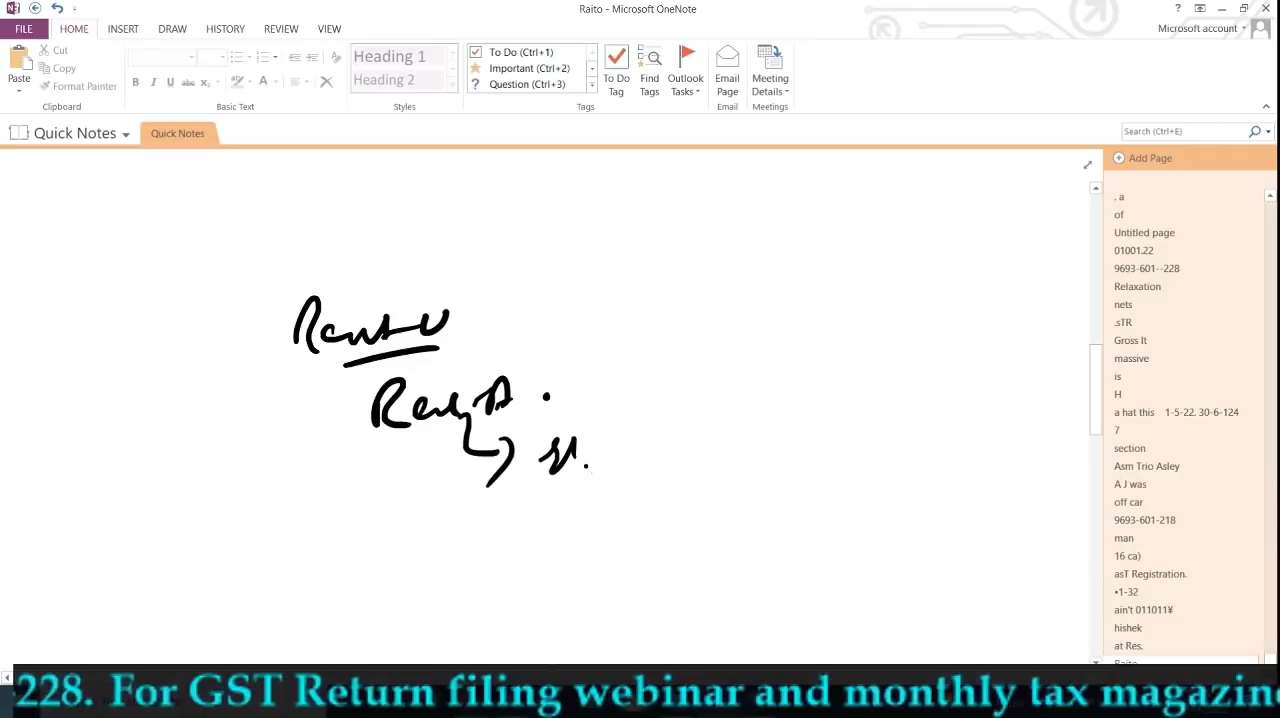 Raito - Microsoft OneNote
FILE HOME INSERT DRAW HISTORY REVIEW VIEW
Microsoft account
Paste
Cut
Copy
Format Painter
Clipboard
B I U abc X₂ A
Basic Text
Heading 1
Heading 2
Styles
To Do (Ctrl+1)
Important (Ctrl+2)
Question (Ctrl+3)
Tags
To Do Tag
Find Tags
Outlook Tasks
Email Page
Email
Meeting Details
Meetings
Quick Notes
Quick Notes
Search (Ctrl+E)
Add Page
. a
of
Untitled page
01001.22
9693-601--228
Relaxation
nets
.sTR
Gross It
massive
is
H
a hat this 1-5-22. 30-6-124
7
section
Asm Trio Asley
A J was
off car
9693-601-218
man
16 ca)
asT Registration.
•1-32
ain't 011011¥
hishek
at Res.
Raito
228. For GST Return filing webinar and monthly tax magazin